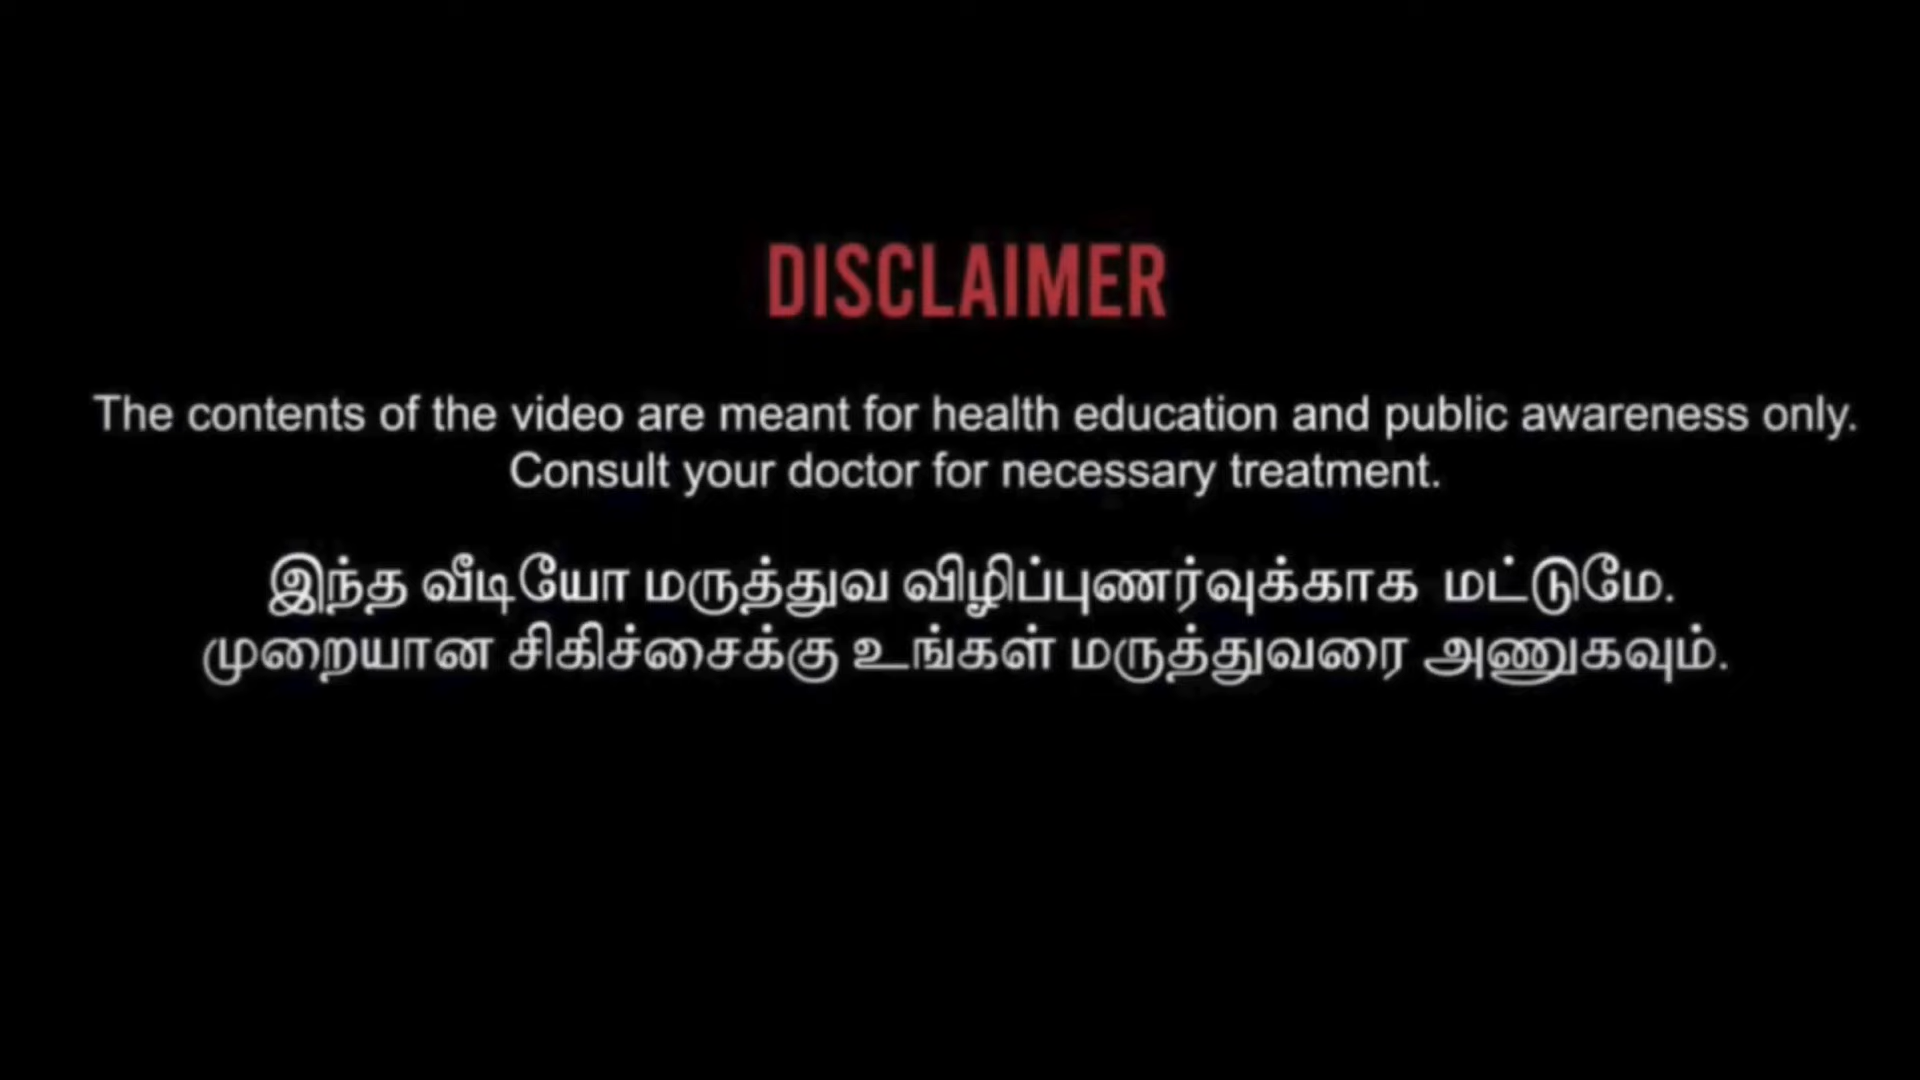 DISCLAIMER
The contents of the video are meant for health education and public awareness only.
Consult your doctor for necessary treatment.
இந்த வீடியோ மருத்துவ விழிப்புணர்வுக்காக மட்டுமே.
முறையான சிகிச்சைக்கு உங்கள் மருத்துவரை அணுகவும்.